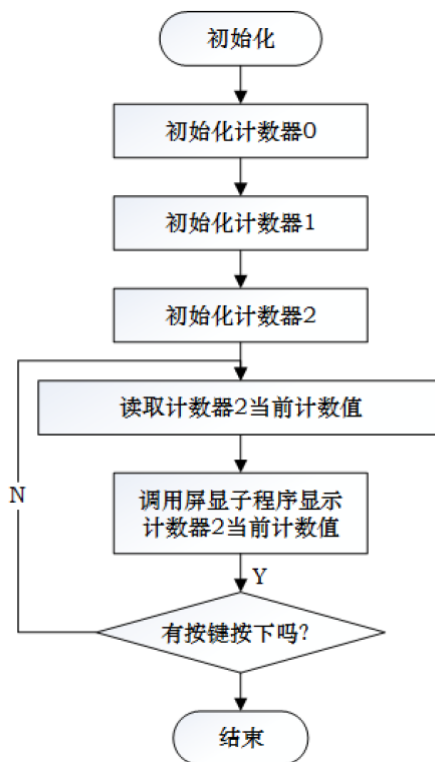 初始化
初始化计数器0
初始化计数器1
初始化计数器2
读取计数器2当前计数值
N
调用屏显子程序显示
计数器2当前计数值
Y
有按键按下吗?
结束